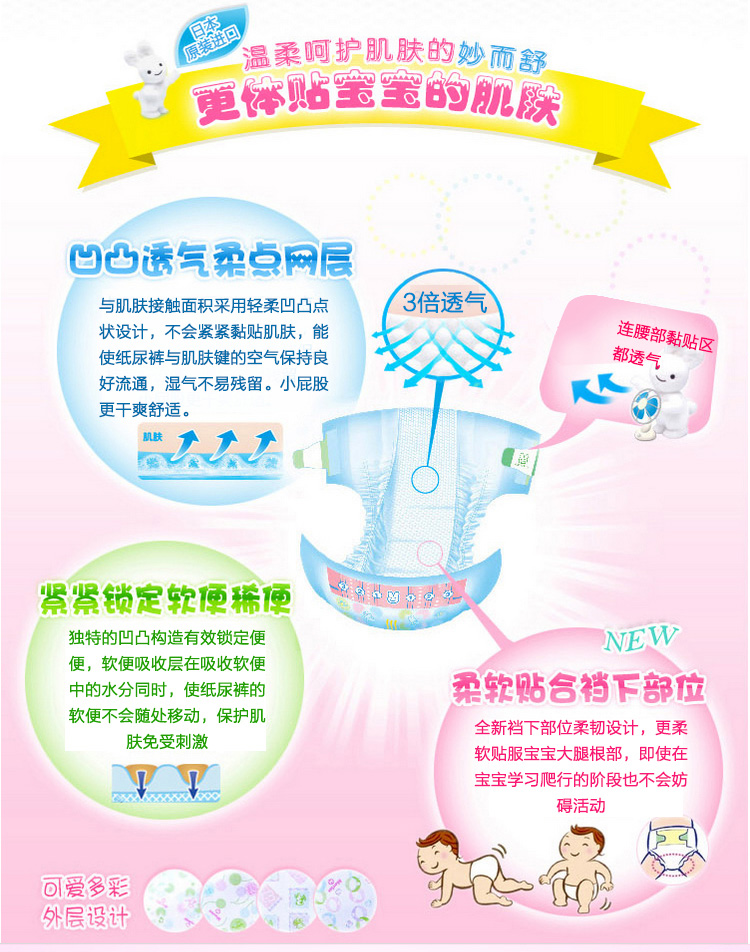 日本
原装进口
温柔呵护肌肤的妙而舒
更体贴宝宝的肌肤
凹凸透气柔点网层
与肌肤接触面积采用轻柔凹凸点
状设计，不会紧紧黏贴肌肤，能
使纸尿裤与肌肤键的空气保持良
好流通，湿气不易残留。小屁股
更干爽舒适。
肌肤
3倍透气
连腰部黏贴区
都透气
紧紧锁定软便稀便
独特的凹凸构造有效锁定便
便，软便吸收层在吸收软便
中的水分同时，使纸尿裤的
软便不会随处移动，保护肌
肤免受刺激
NEW
柔软贴合裆下部位
全新裆下部位柔韧设计，更柔
软贴服宝宝大腿根部，即使在
宝宝学习爬行的阶段也不会妨
碍活动
可爱多彩
外层设计